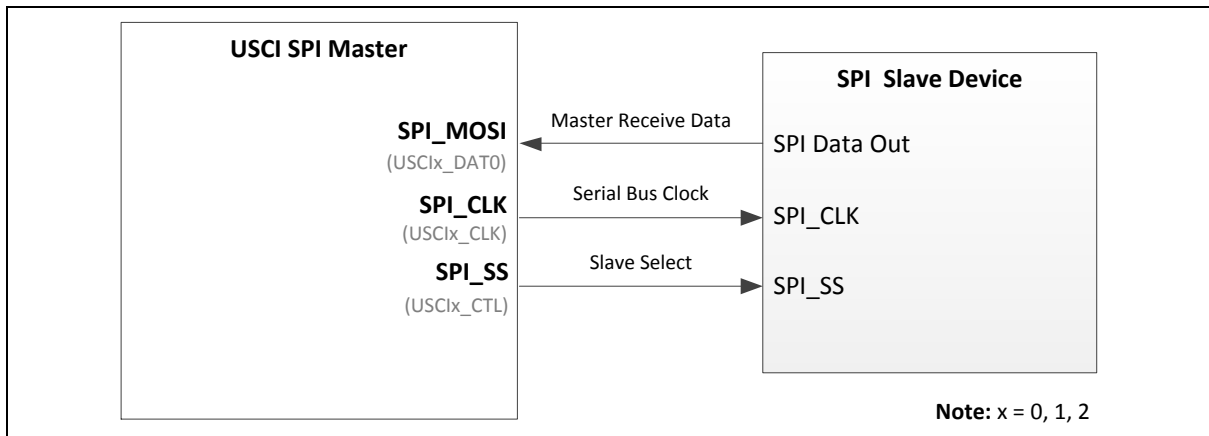 USCI SPI Master
SPI_MOSI
(USCIx_DAT0)
SPI_CLK
(USCIx_CLK)
SPI_SS
(USCIx_CTL)
Master Receive Data
Serial Bus Clock
Slave Select
SPI  Slave Device
SPI Data Out
SPI_CLK
SPI_SS
Note: x = 0, 1, 2